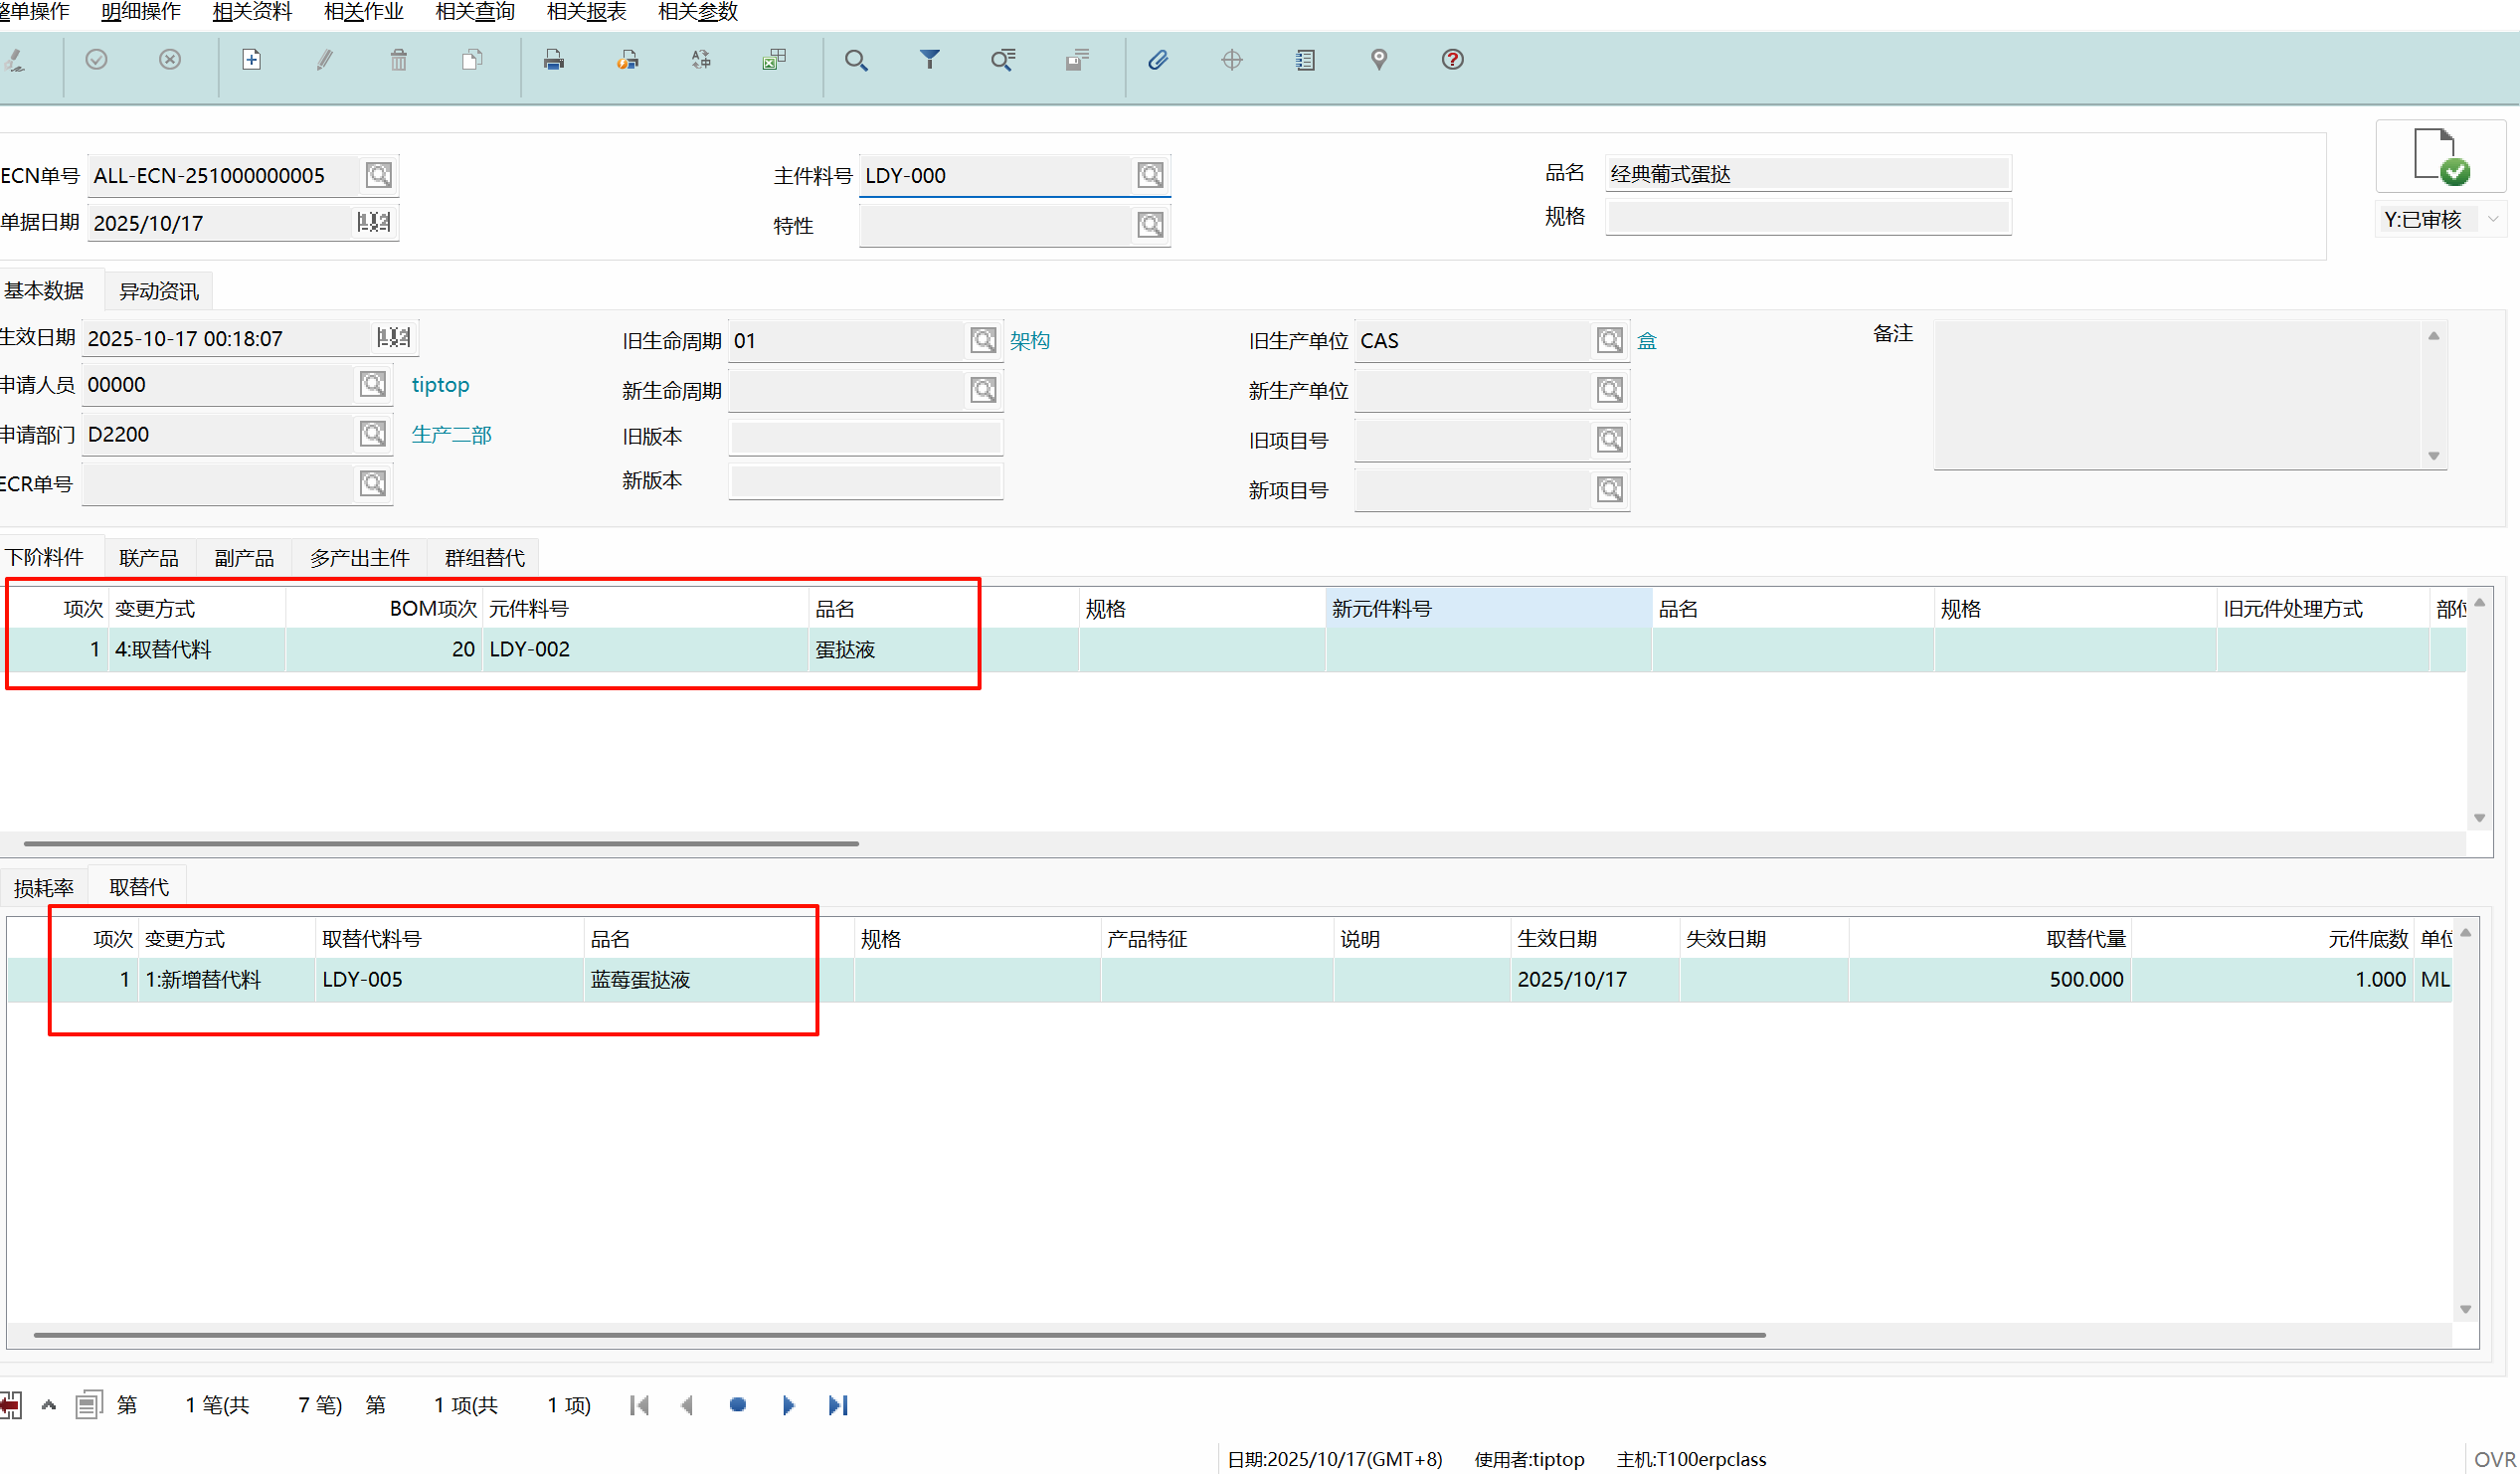 整单操作 明细操作 相关资料 相关作业 相关查询 相关报表 相关参数
ECN单号 ALL-ECN-251000000005 主件料号 LDY-000 品名 经典葡式蛋挞
单据日期 2025/10/17 特性 规格 Y:已审核
基本数据 异动资讯
生效日期 2025-10-17 00:18:07 旧生命周期 01 架构 旧生产单位 CAS 盒 备注
申请人员 00000 tiptop 新生命周期 新生产单位
申请部门 D2200 生产二部 旧版本 旧项目号
ECR单号 新版本 新项目号
下阶料件 联产品 副产品 多产出主件 群组替代
项次 变更方式 BOM项次 元件料号 品名 规格 新元件料号 品名 规格 旧元件处理方式 部位
1 4:取替代料 20 LDY-002 蛋挞液
损耗率 取替代
项次 变更方式 取替代料号 品名 规格 产品特征 说明 生效日期 失效日期 取替代量 元件底数 单位
1 1:新增替代料 LDY-005 蓝莓蛋挞液 2025/10/17 500.000 1.000 ML
第 1 笔(共 7 笔) 第 1 项(共 1 项)
日期:2025/10/17(GMT+8) 使用者:tiptop 主机:T100erpclass OVR